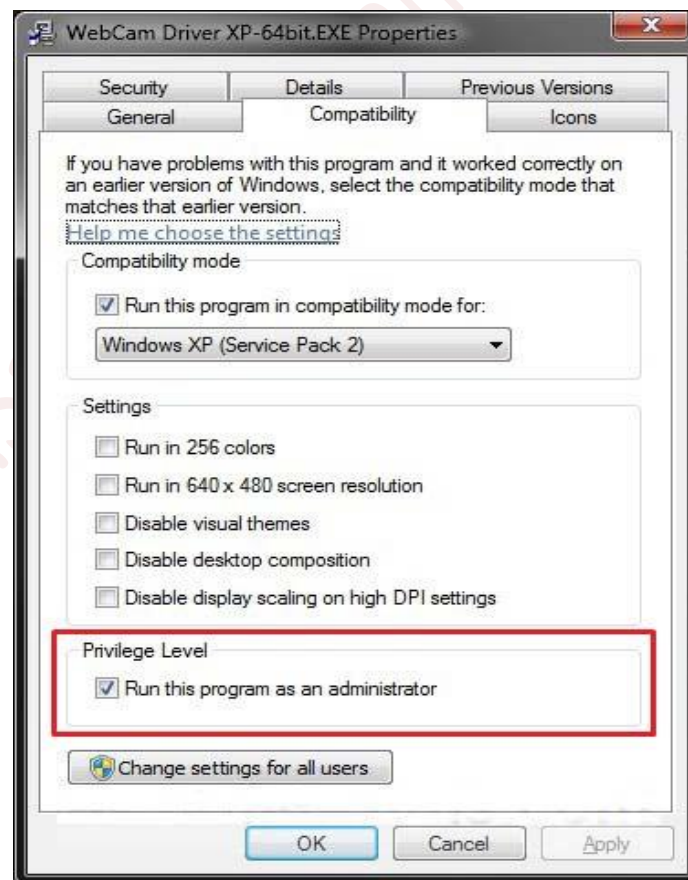 WebCam Driver XP-64bit.EXE Properties
Security Details Previous Versions
General Compatibility Icons
If you have problems with this program and it worked correctly on
an earlier version of Windows, select the compatibility mode that
matches that earlier version.
Help me choose the settings
Compatibility mode
Run this program in compatibility mode for:
Windows XP (Service Pack 2)
Settings
Run in 256 colors
Run in 640 x 480 screen resolution
Disable visual themes
Disable desktop composition
Disable display scaling on high DPI settings
Privilege Level
Run this program as an administrator
Change settings for all users
OK Cancel Apply